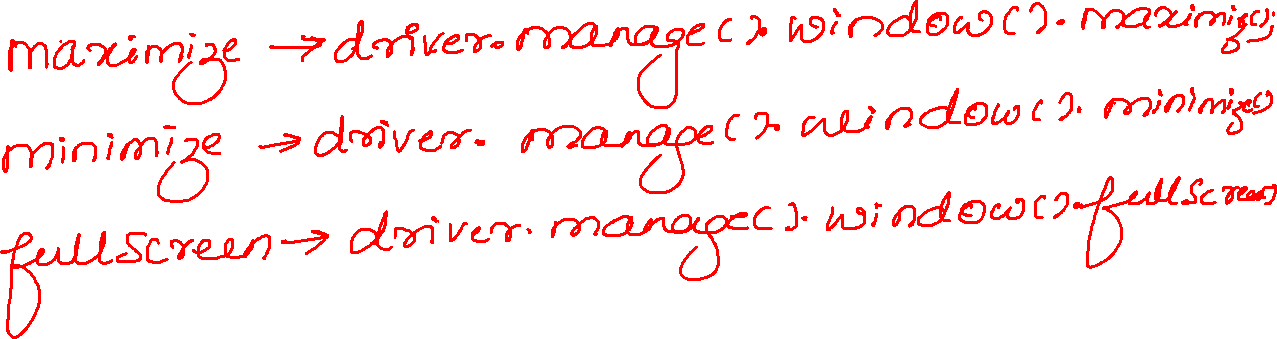 maximize → driver.manage().window().maximize();
minimize → driver. manage(). window(). minimize()
fullscreen → driver. manage(). window().fullscreen()